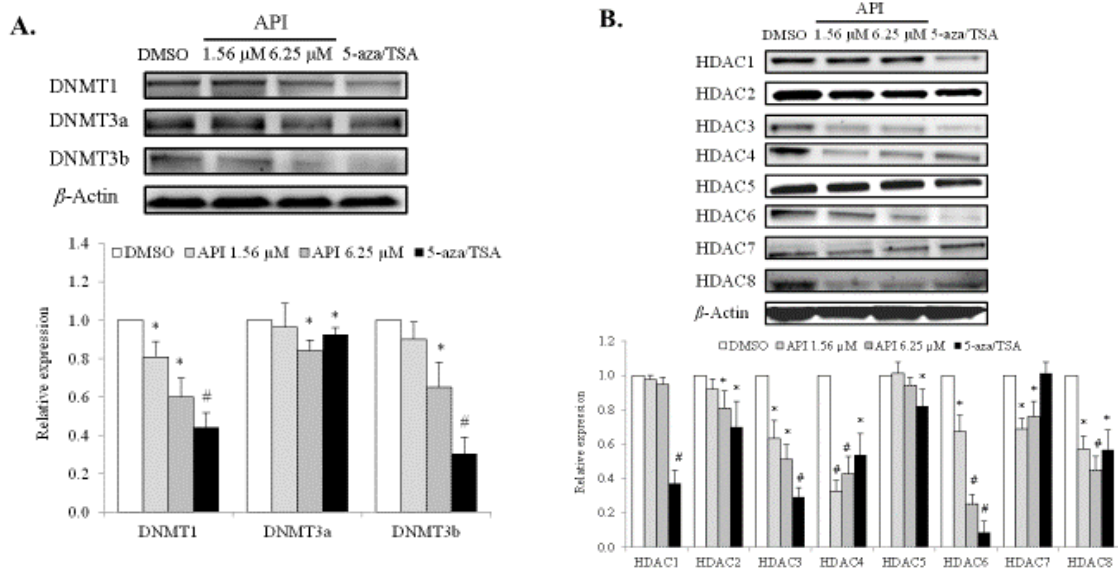 A.
API
DMSO 1.56 µM 6.25 µM 5-aza/TSA
DNMT1
DNMT3a
DNMT3b
β-Actin
DMSO API 1.56 µM API 6.25 µM 5-aza/TSA
Relative expression
1.4
1.2
1.0
0.8
0.6
0.4
0.2
0.0
* * #
* *
* #
DNMT1 DNMT3a DNMT3b
B.
API
DMSO 1.56 µM 6.25 µM 5-aza/TSA
HDAC1
HDAC2
HDAC3
HDAC4
HDAC5
HDAC6
HDAC7
HDAC8
β-Actin
DMSO API 1.56 µM API 6.25 µM 5-aza/TSA
Relative expression
1.2
1.0
0.8
0.6
0.4
0.2
0.0
#
* *
* * #
# # *
*
* # #
* *
* # *
HDAC1 HDAC2 HDAC3 HDAC4 HDAC5 HDAC6 HDAC7 HDAC8